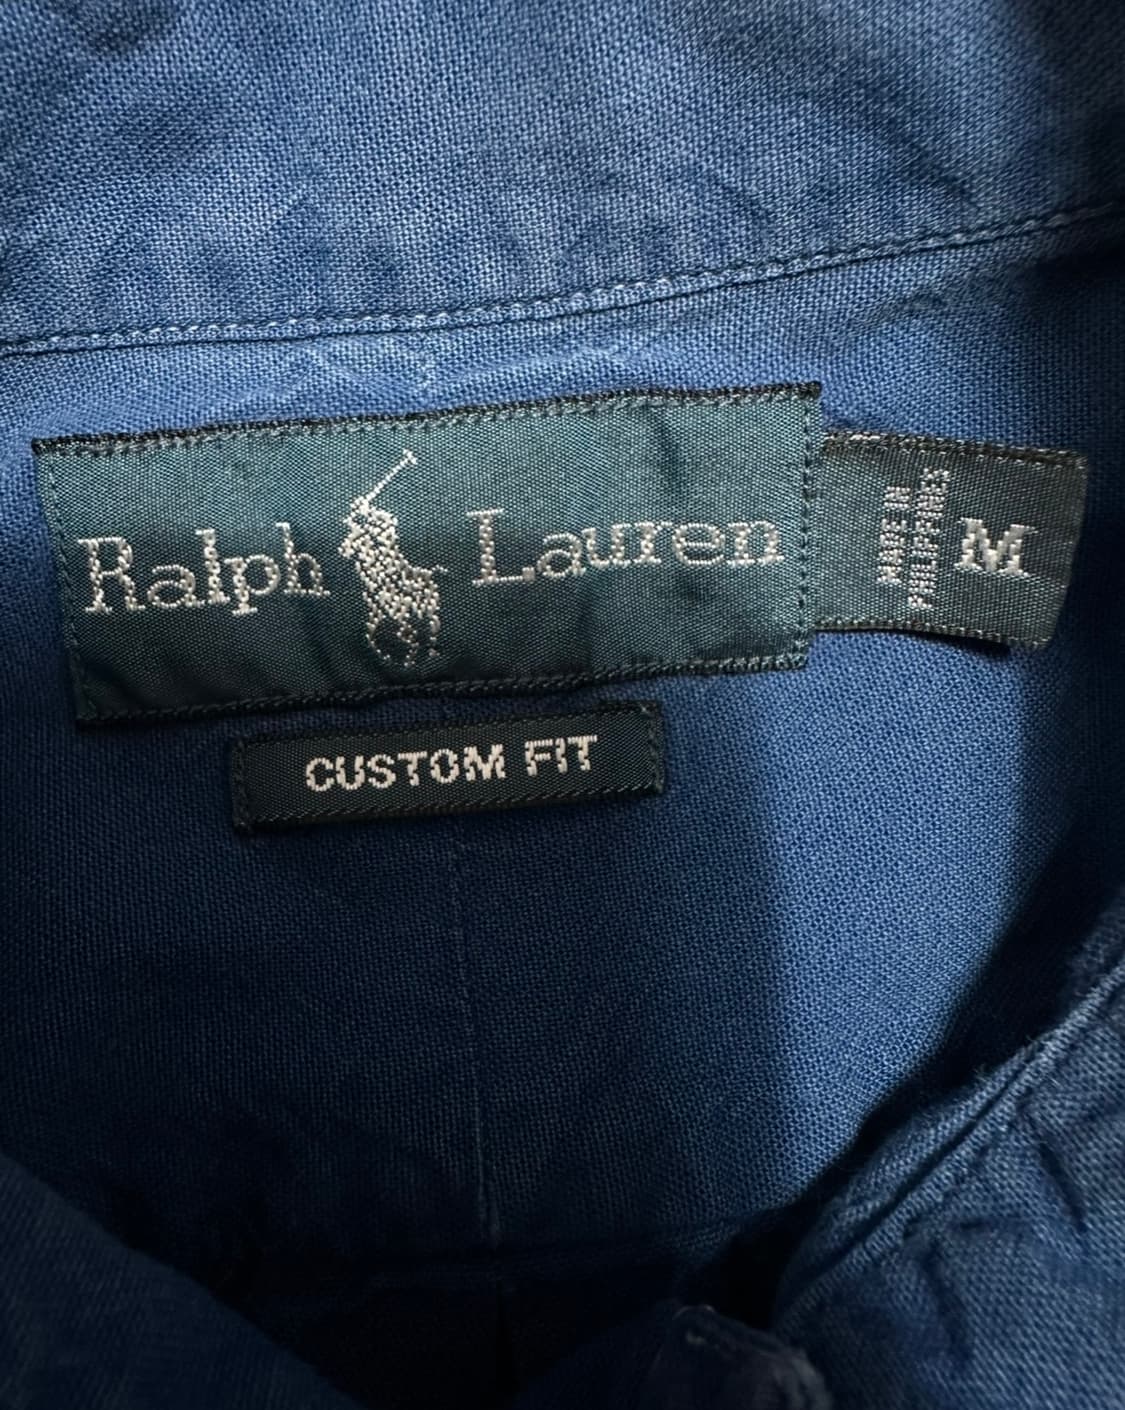 Ralph Lauren
MADE IN
PHILIPPINES
M
CUSTOM FIT